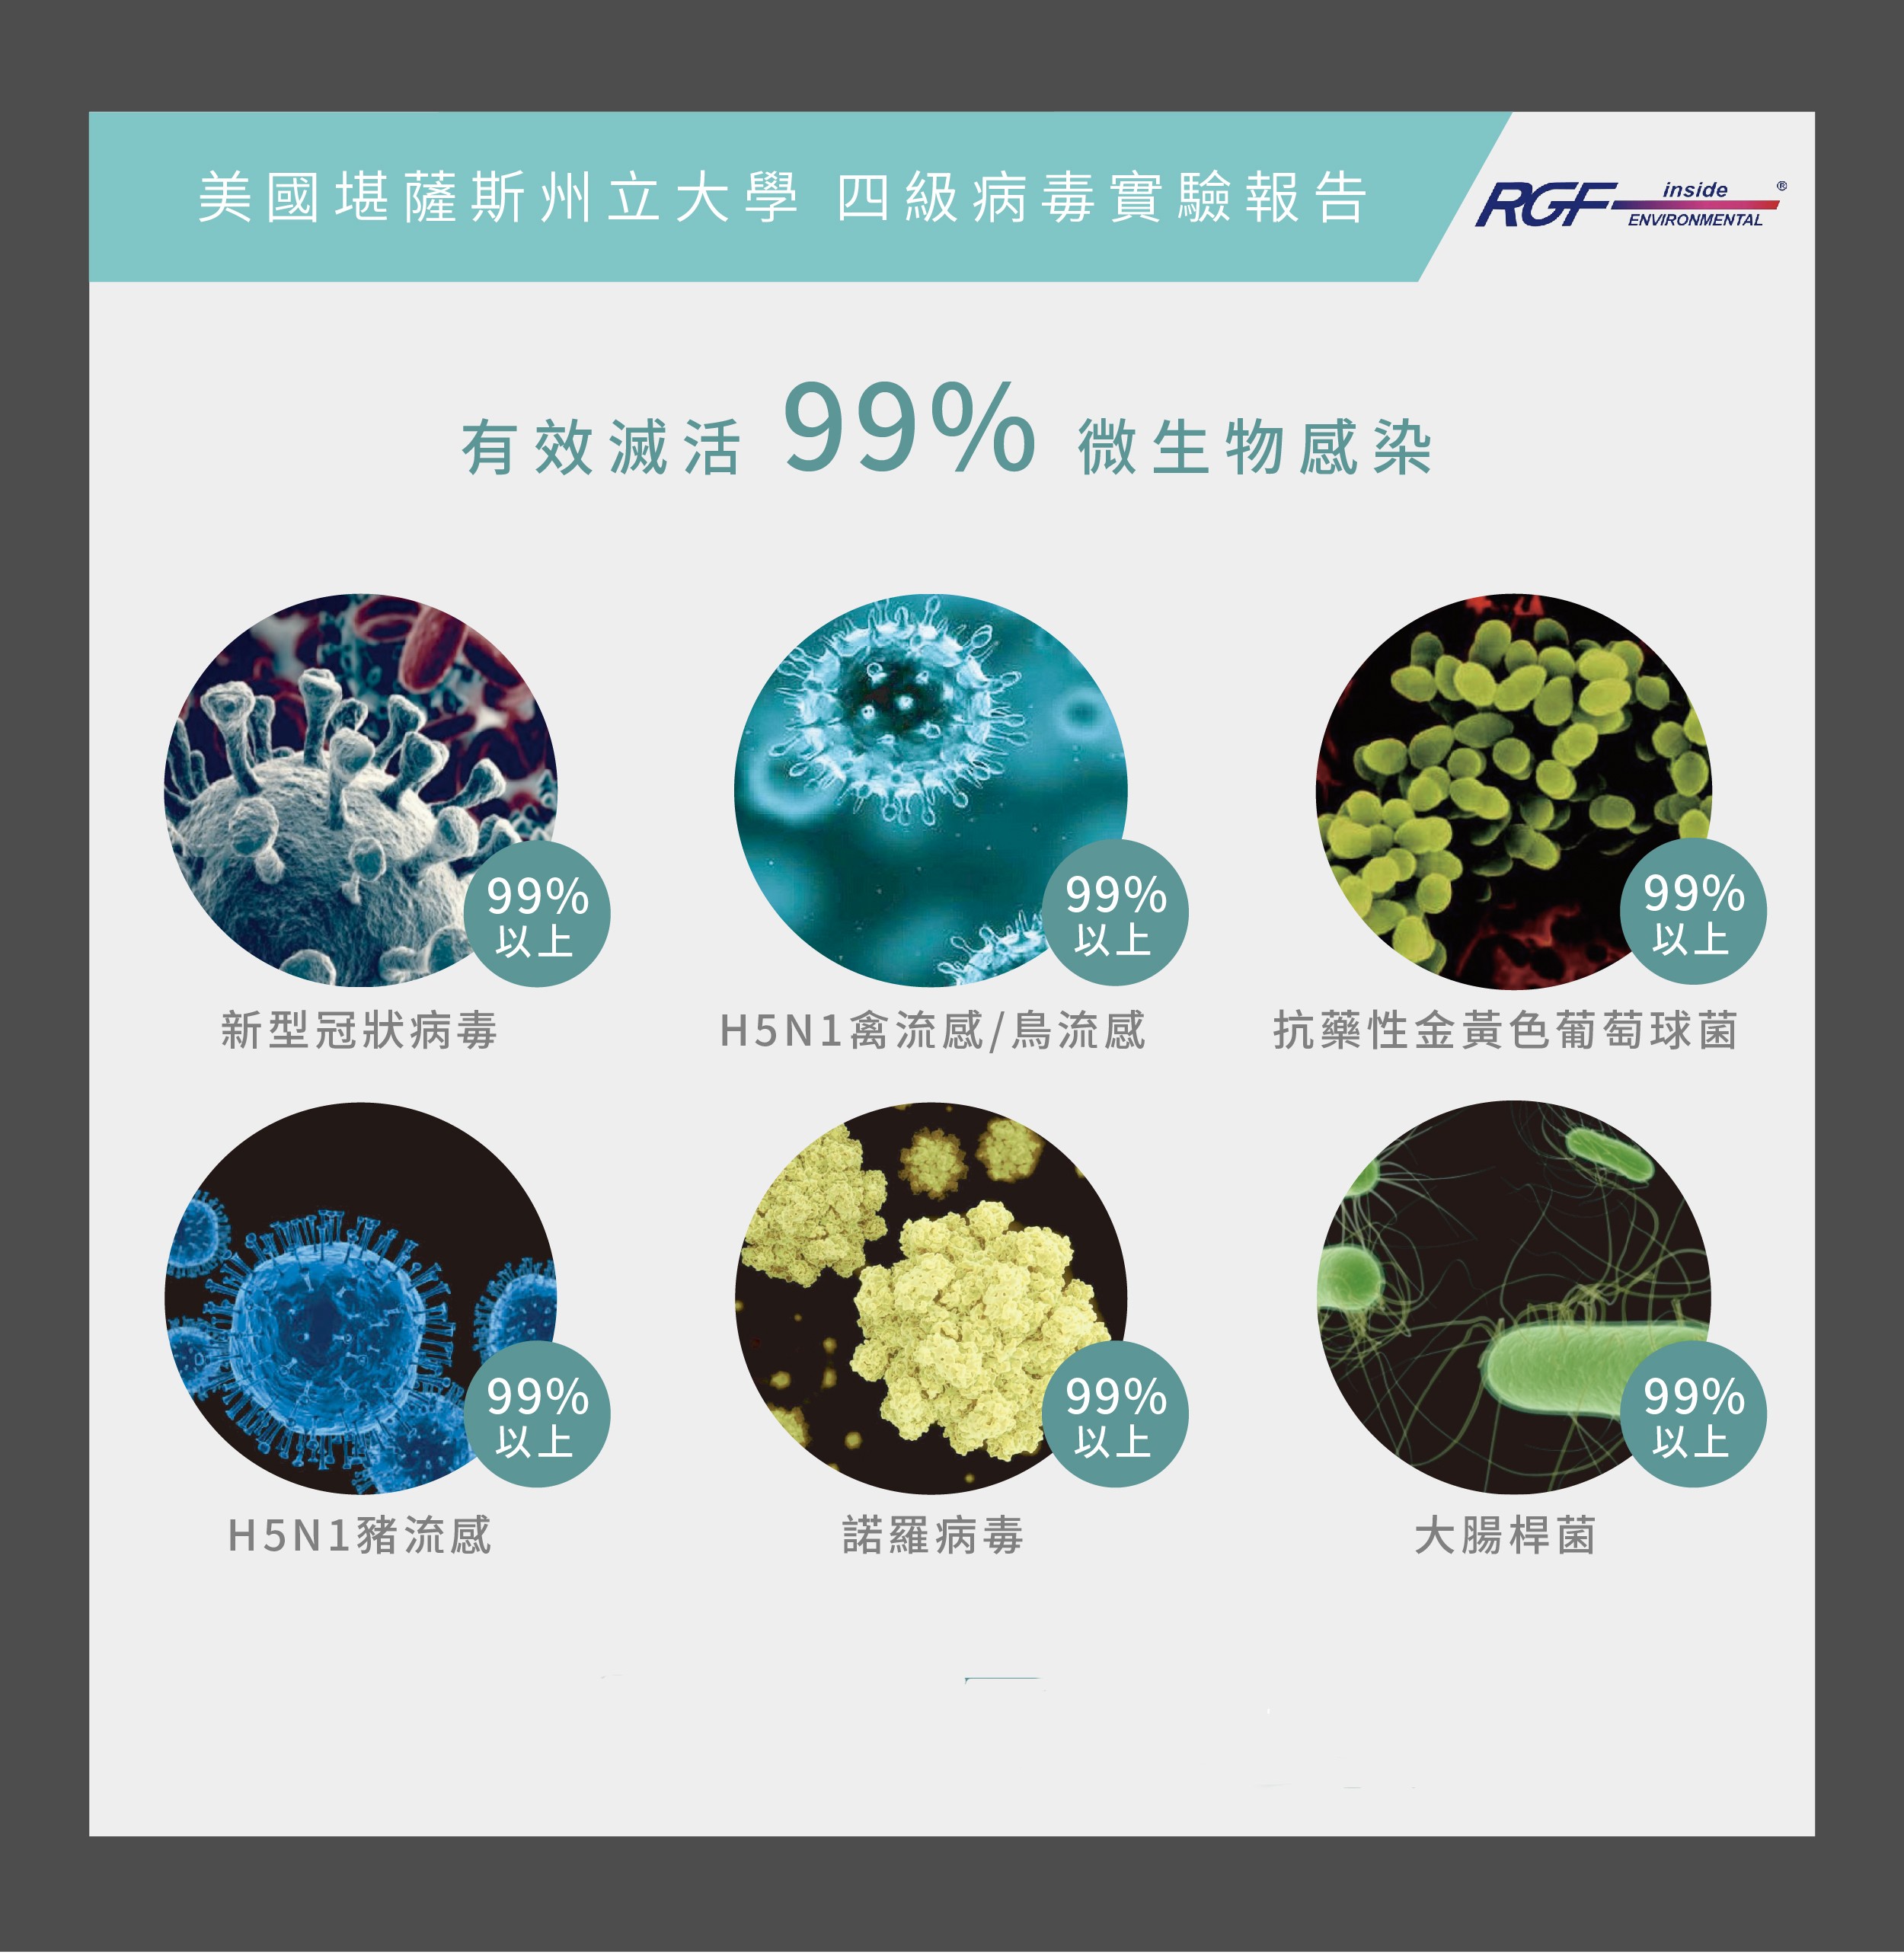 美國堪薩斯州立大學 四級病毒實驗報告
RGF inside ®
ENVIRONMENTAL
有效減活 99% 微生物感染
99%
以上
99%
以上
99%
以上
新型冠狀病毒
H5N1禽流感/鳥流感
抗藥性金黃色葡萄球菌
99%
以上
99%
以上
99%
以上
H5N1豬流感
諾羅病毒
大腸桿菌